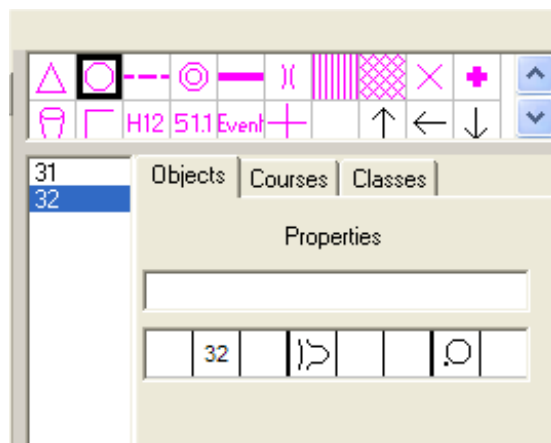 H12 51.1 Event
31
32
Objects Courses Classes
Properties
32